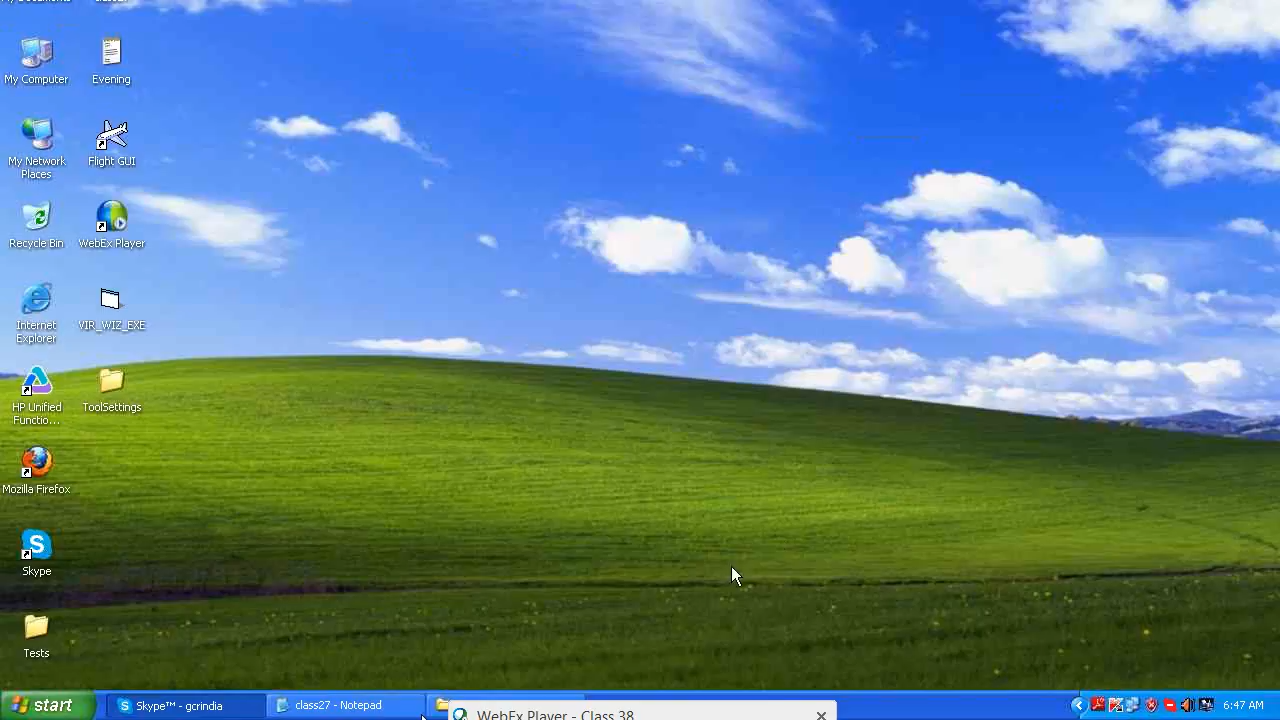 My Computer
Evening
My Network
Places
Flight GUI
Recycle Bin
WebEx Player
Internet
Explorer
VIR_WIZ_EXE
HP Unified
Functio...
ToolSettings
Mozilla Firefox
S
Skype
Tests
start
S
Skype™ - gcrindia
class27 - Notepad
WebEx Player - Class 38
6:47 AM